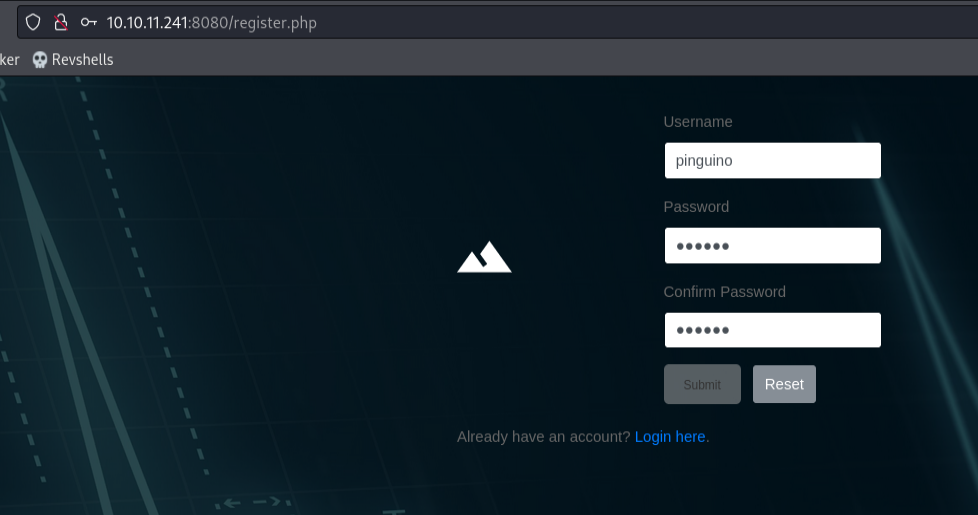 10.10.11.241:8080/register.php
ker Revshells
Username
pinguino
Password
●●●●●●
Confirm Password
●●●●●●
Submit Reset
Already have an account? Login here.